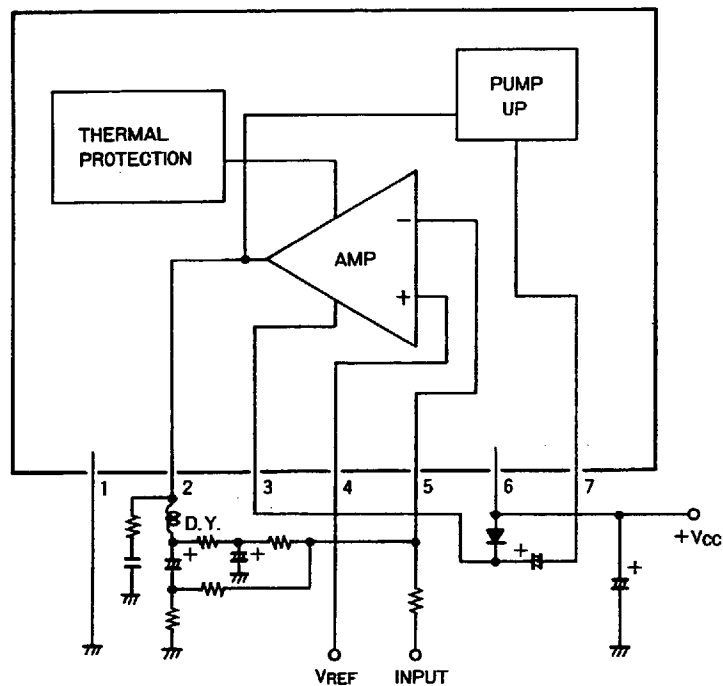 PUMP
UP
THERMAL
PROTECTION
−
AMP
+
1 2 3 4 5 6 7
D.Y.
+ + + +
+VCC
VREF INPUT